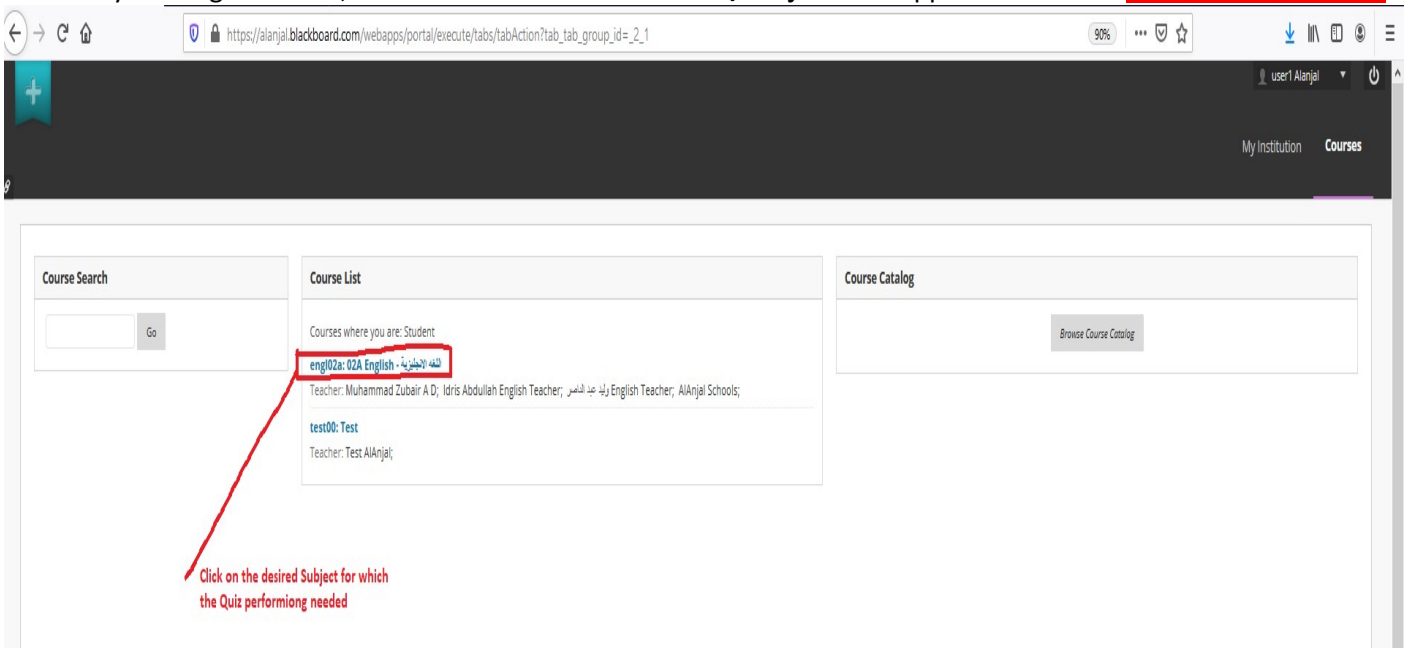 https://alanjal.blackboard.com/webapps/portal/execute/tabs/tabAction?tab_tab_group_id=_2_1
90%
user1 Alanjal
My Institution Courses
Course Search
Go
Course List
Courses where you are: Student
engl02a: 02A English - اللغه الانجليزية
Teacher: Muhammad Zubair A D; Idris Abdullah English Teacher; وليد عبد الناصر English Teacher; AlAnjal Schools;
test00: Test
Teacher: Test AlAnjal;
Course Catalog
Browse Course Catalog
Click on the desired Subject for which
the Quiz performiong needed